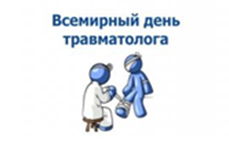 Всемирный день
травматолога